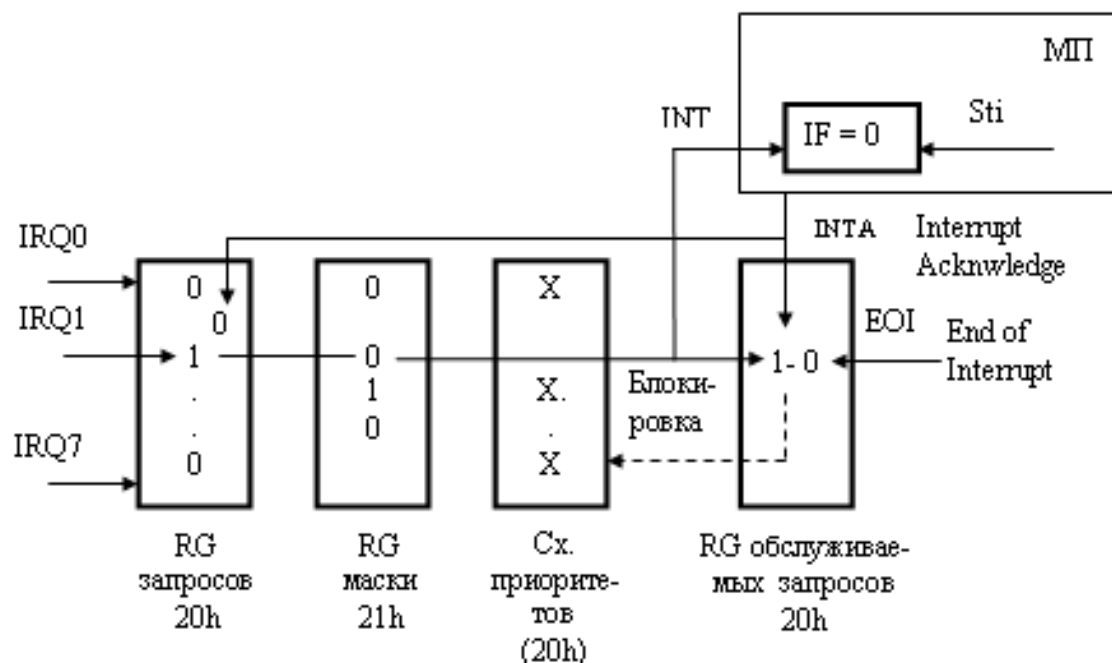 МП
INT
IF = 0
Sti
IRQ0
INTA
Interrupt
Acknwledge
0
0
X
0
IRQ1
EOI
1
0
1- 0
End of
Interrupt
.
1
X.
Блоки-
ровка
.
0
.
IRQ7
0
X
RG
запросов
20h
RG
маски
21h
Сх.
приорите-
тов
(20h)
RG обслуживае-
мых запросов
20h